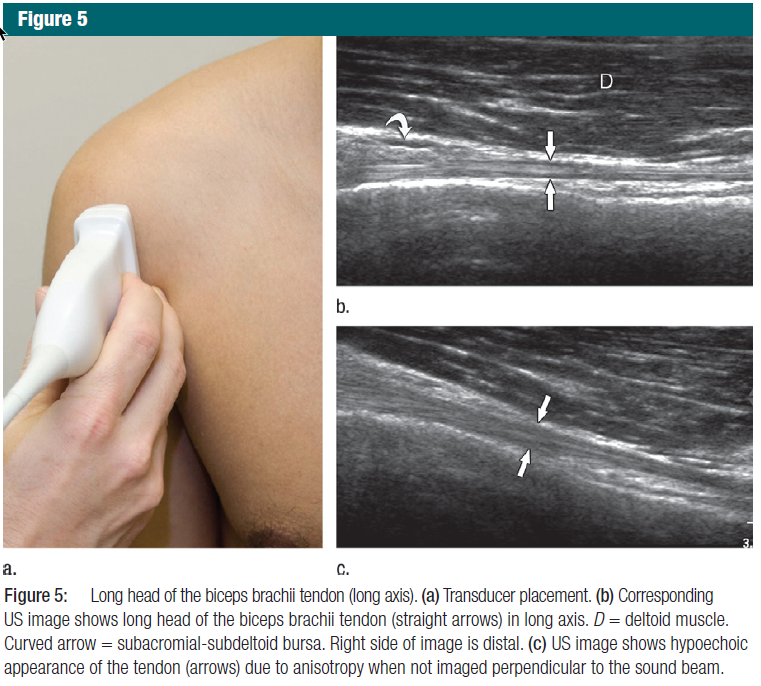 Figure 5
D
b.
3.
a.
c.
Figure 5: Long head of the biceps brachii tendon (long axis). (a) Transducer placement. (b) Corresponding
US image shows long head of the biceps brachii tendon (straight arrows) in long axis. D = deltoid muscle.
Curved arrow = subacromial-subdeltoid bursa. Right side of image is distal. (c) US image shows hypoechoic
appearance of the tendon (arrows) due to anisotropy when not imaged perpendicular to the sound beam.